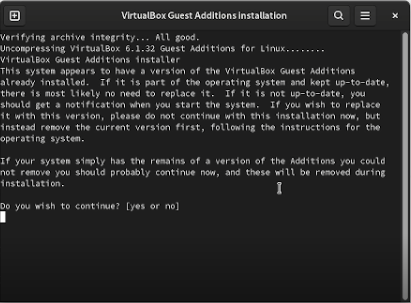 VirtualBox Guest Additions installation
Verifying archive integrity... All good.
Uncompressing VirtualBox 6.1.32 Guest Additions for Linux........
VirtualBox Guest Additions installer
This system appears to have a version of the VirtualBox Guest Additions
already installed.  If it is part of the operating system and kept up-to-date,
there is most likely no need to replace it.  If it is not up-to-date, you
should get a notification when you start the system.  If you wish to replace
it with this version, please do not continue with this installation now, but
instead remove the current version first, following the instructions for the
operating system.
If your system simply has the remains of a version of the Additions you could
not remove you should probably continue now, and these will be removed during
installation.
Do you wish to continue? [yes or no]